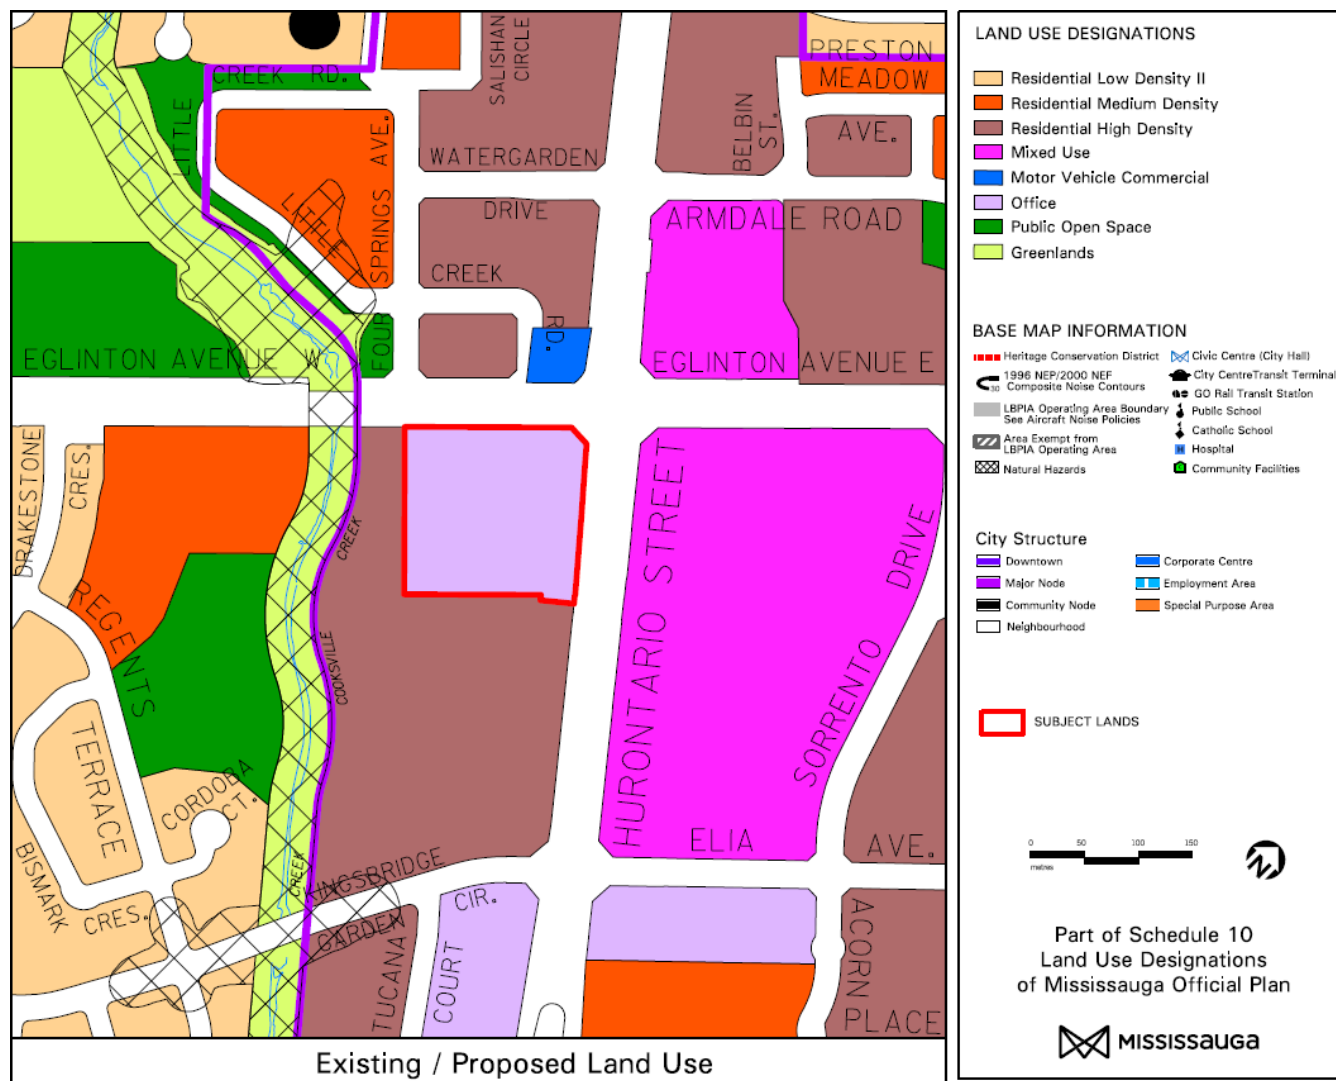 SALISHAN
CIRCLE
PRESTON
MEADOW
AVE.
CREEK RD.
LITTLE
AVE.
SPRINGS
FOUR
BELBIN
ST.
WATERGARDEN
DRIVE
ARMDALE ROAD
LITTLE
CREEK
RD.
EGLINTON AVENUE W
EGLINTON AVENUE E
DRAKESTONE
CRES.
REGENTS
TERRACE
CREEK
COOKSVILLE
CREEK
HURONTARIO STREET
SORRENTO
DRIVE
CORDOBA
CT.
BISMARK
CRES.
KINGSBRIDGE
GARDEN
CIR.
ELIA
AVE.
TUCANA
COURT
ACORN
PLACE
Existing / Proposed Land Use
LAND USE DESIGNATIONS
Residential Low Density II
Residential Medium Density
Residential High Density
Mixed Use
Motor Vehicle Commercial
Office
Public Open Space
Greenlands
BASE MAP INFORMATION
Heritage Conservation District
1996 NEP/2000 NEF
Composite Noise Contours
30
LBPIA Operating Area Boundary
See Aircraft Noise Policies
Area Exempt from
LBPIA Operating Area
Natural Hazards
Civic Centre (City Hall)
City CentreTransit Terminal
GO Rail Transit Station
Public School
Catholic School
H
Hospital
Community Facilities
City Structure
Downtown
Major Node
Community Node
Neighbourhood
Corporate Centre
Employment Area
Special Purpose Area
SUBJECT LANDS
0 50 100 150
metres
Part of Schedule 10
Land Use Designations
of Mississauga Official Plan
MISSISSAUGA